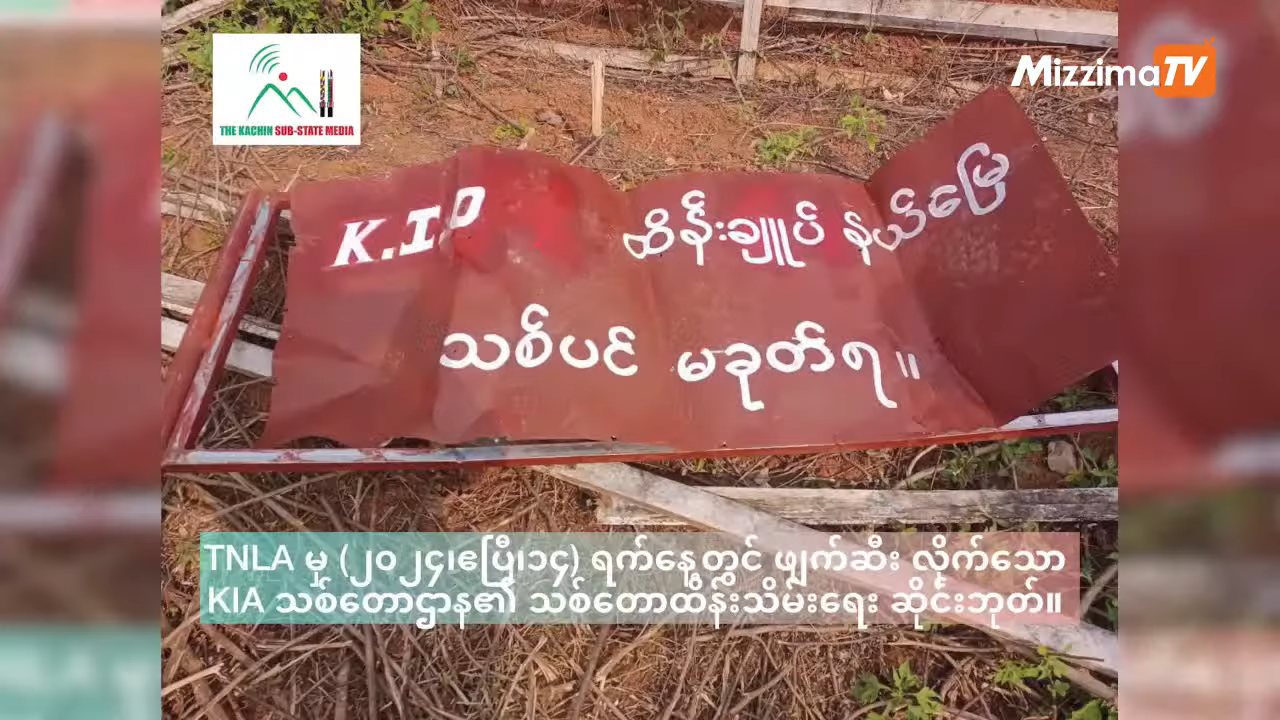 THE KACHIN SUB-STATE MEDIA
MizzimaTV
K.IO ထိန်းချူပ် နယ်မြေ
သစ်ပင် မခုတ်ရ။
TNLA မှ (၂၀၂၄၊ဧပြီ၊၁၄) ရက်နေ့တွင် ဖျက်ဆီး လိုက်သော
KIA သစ်တောဌာန၏ သစ်တောထိန်းသိမ်းရေး ဆိုင်းဘုတ်။